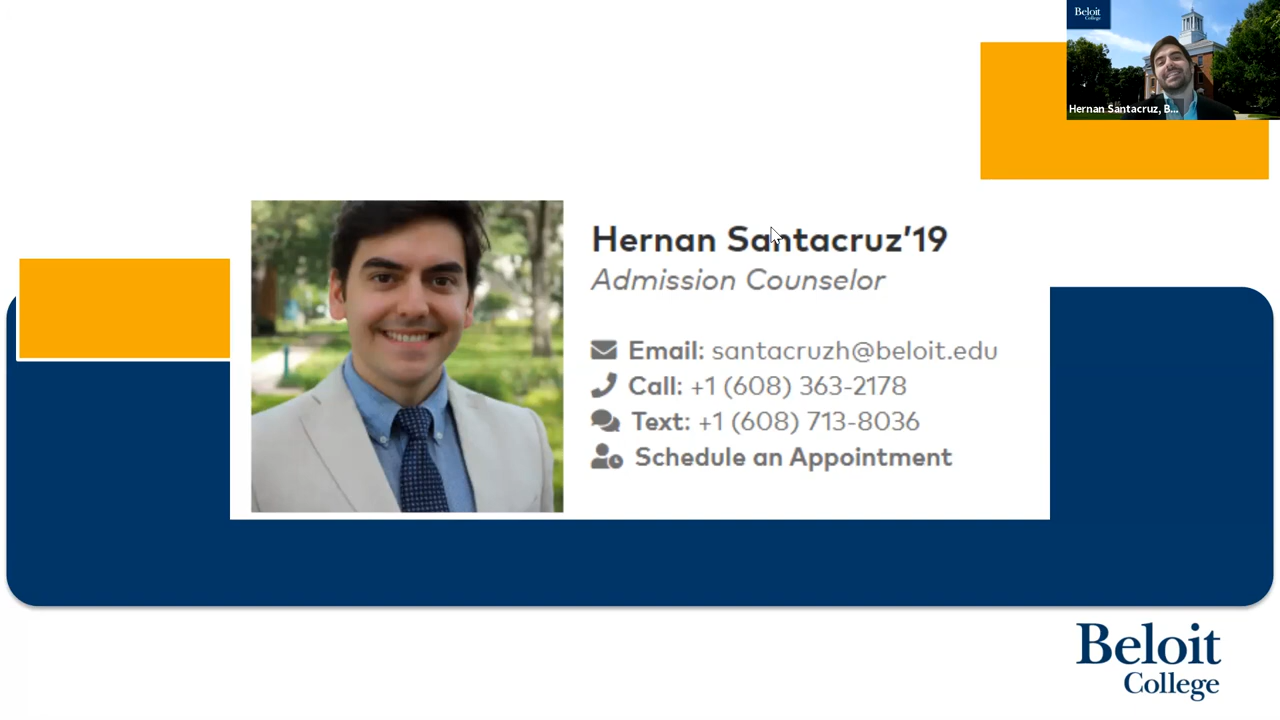 Beloit
College
Hernan Santacruz, B...
Hernan Santacruz'19
Admission Counselor
Email: santacruzh@beloit.edu
Call: +1 (608) 363-2178
Text: +1 (608) 713-8036
Schedule an Appointment
Beloit
College